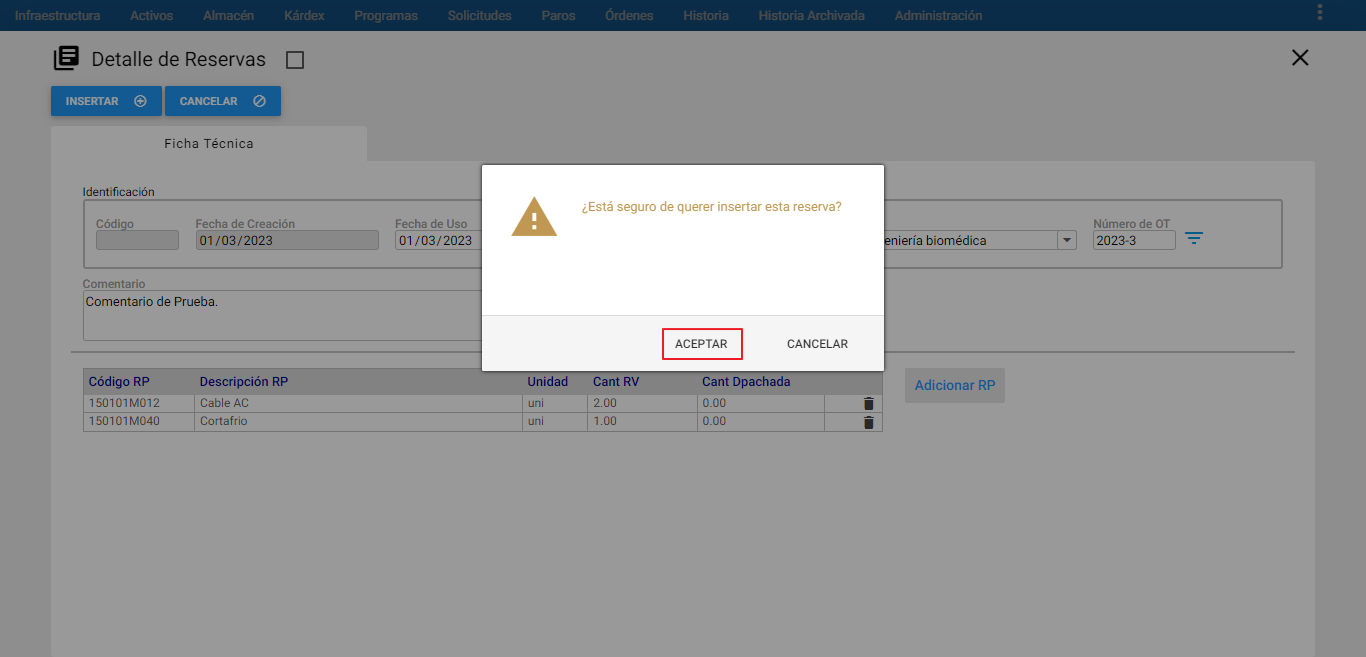 Infraestructura Activos Almacén Kárdex Programas Solicitudes Paros Órdenes Historia Historia Archivada Administración
Detalle de Reservas
INSERTAR CANCELAR
Ficha Técnica
¿Está seguro de querer insertar esta reserva?
ACEPTAR CANCELAR
Identificación
Código Fecha de Creación Fecha de Uso Número de OT
01/03/2023 01/03/2023 eniería biomédica 2023-3
Comentario
Comentario de Prueba.
Código RP Descripción RP Unidad Cant RV Cant Dpachada
150101M012 Cable AC uni 2.00 0.00
150101M040 Cortafrio uni 1.00 0.00
Adicionar RP